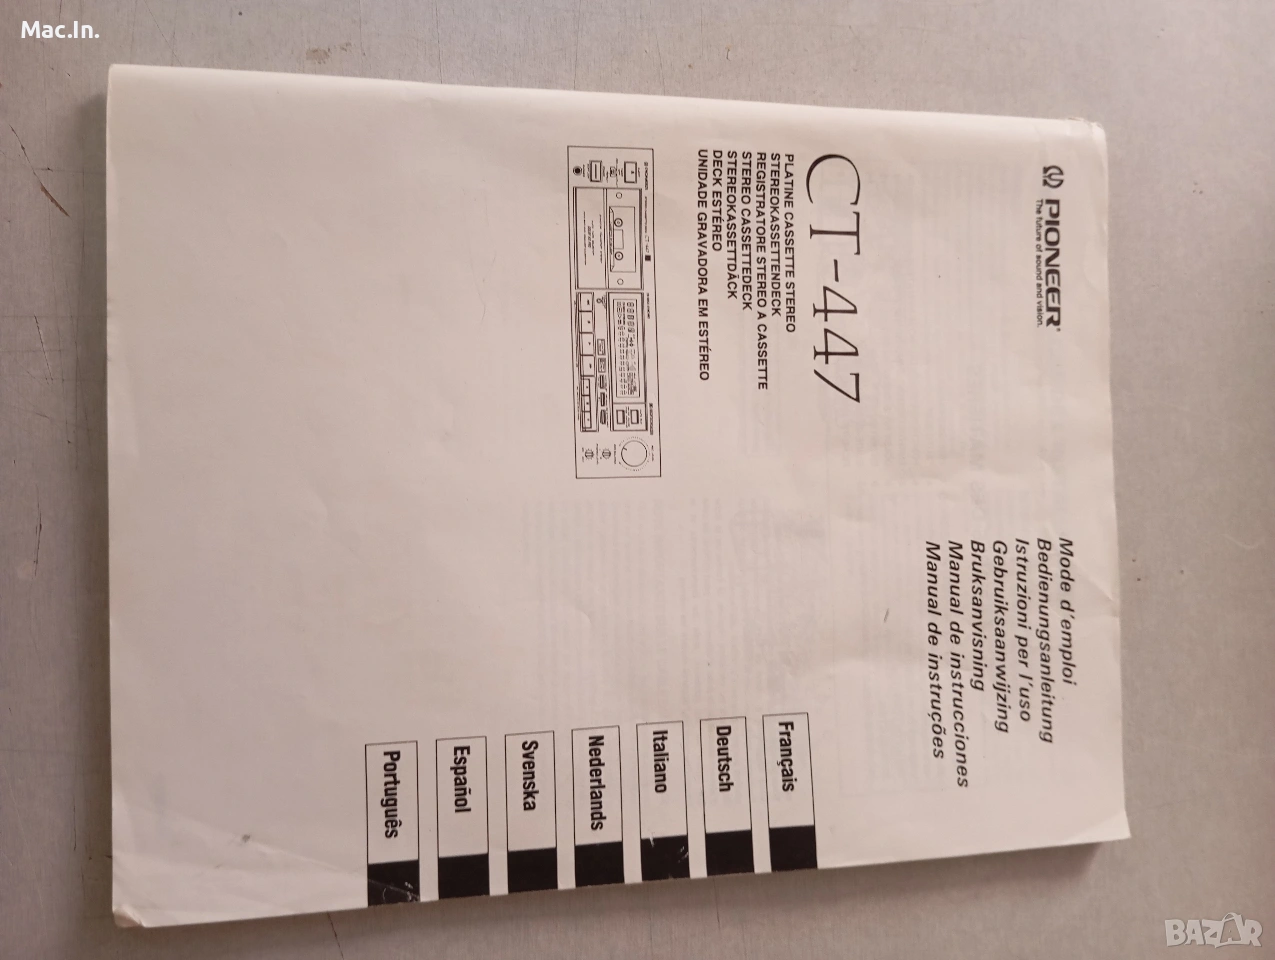 Mac.In.
PIONEER®
The future of sound and vision.
CT-447
PLATINE CASSETTE STEREO
STEREOKASSETTENDECK
REGISTRATORE STEREO A CASSETTE
STEREO CASSETTEDECK
STEREOKASSETTDÄCK
DECK ESTÉREO
UNIDADE GRAVADORA EM ESTÉREO
Mode d'emploi
Bedienungsanleitung
Istruzioni per l'uso
Gebruiksaanwijzing
Bruksanvisning
Manual de instrucciones
Manual de instruções
Français
Deutsch
Italiano
Nederlands
Svenska
Español
Português
BAZAR